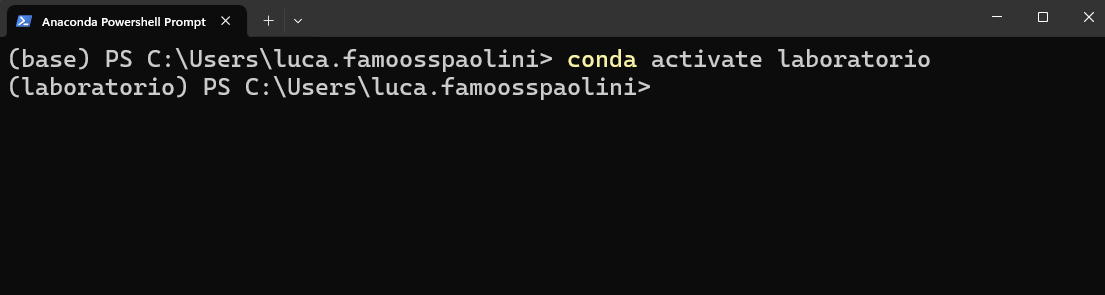 Anaconda Powershell Prompt
(base) PS C:\Users\luca.famoosspaolini> conda activate laboratorio
(laboratorio) PS C:\Users\luca.famoosspaolini>